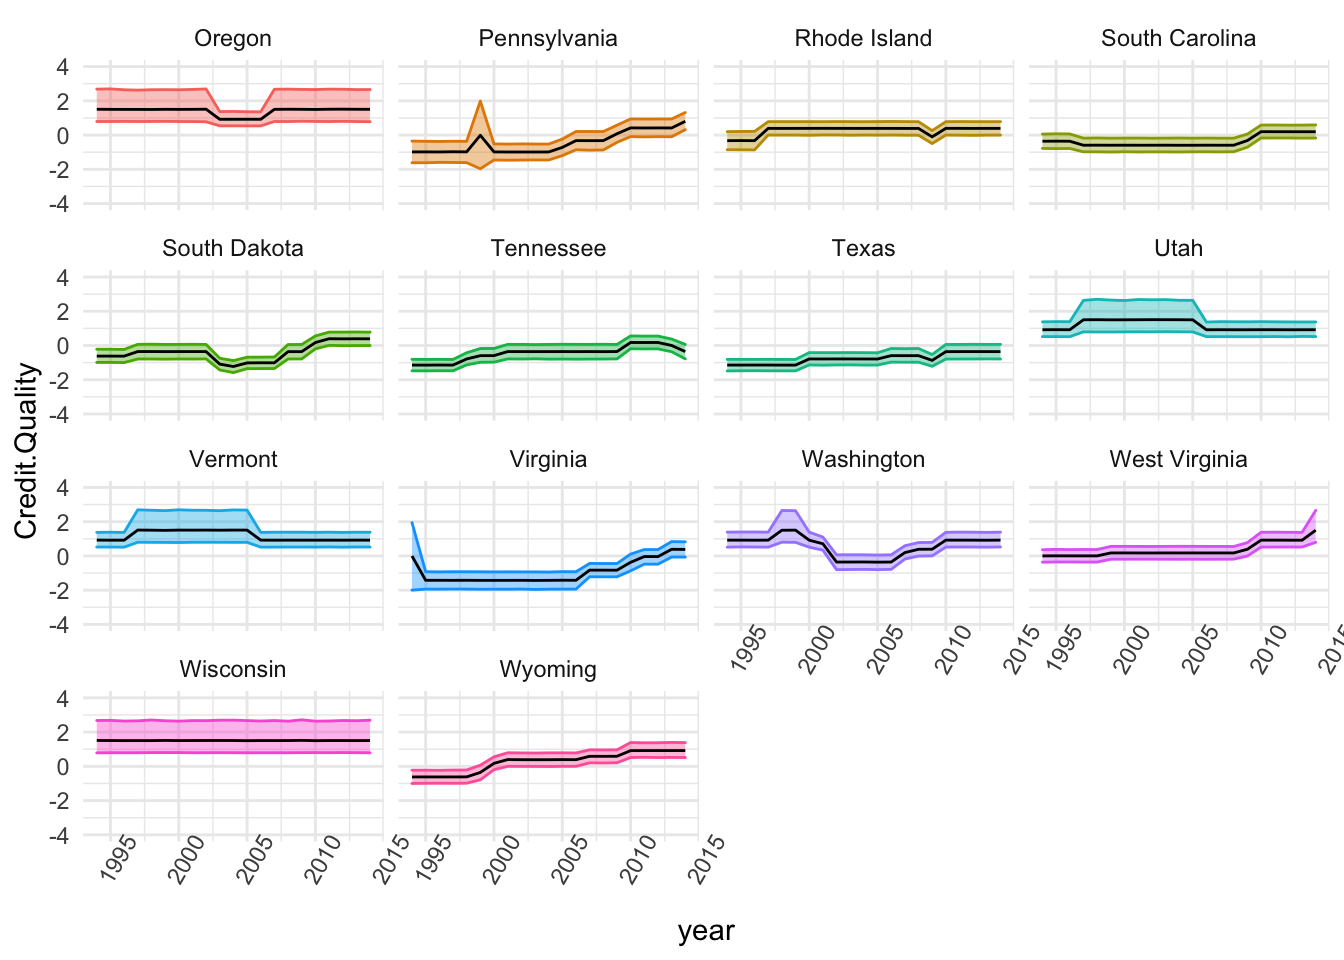 Oregon Pennsylvania Rhode Island South Carolina
4
2
0
-2
-4
South Dakota Tennessee Texas Utah
4
2
0
-2
-4
Credit.Quality
Vermont Virginia Washington West Virginia
4
2
0
-2
-4
1995 2000 2005 2010 2015 1995 2000 2005 2010
Wisconsin Wyoming
4
2
0
-2
-4
1995 2000 2005 2010 2015 1995 2000 2005 2010 2015
year